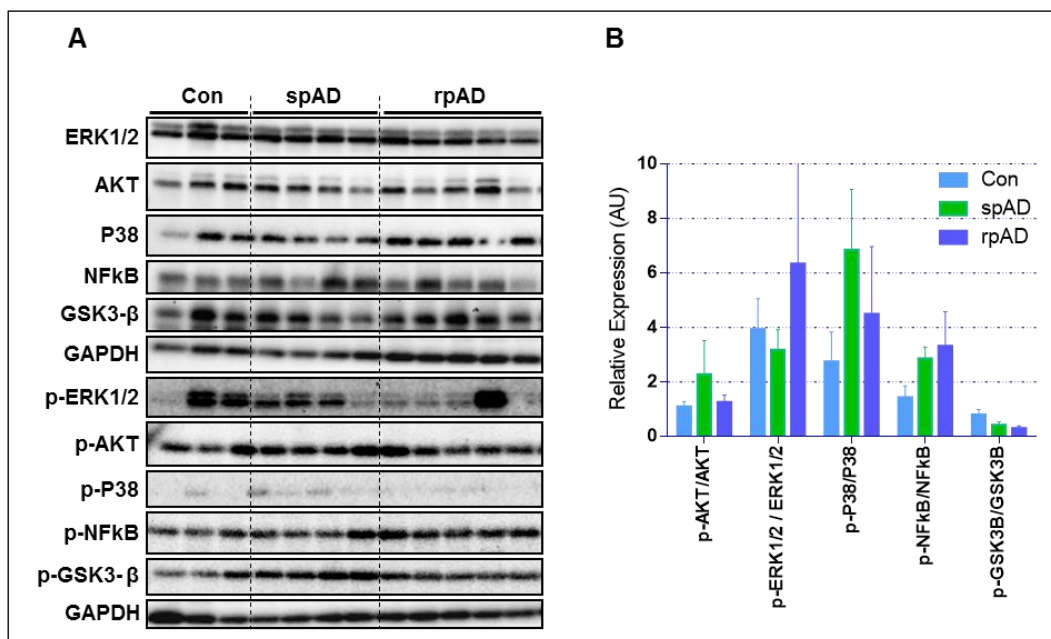 A
Con spAD rpAD
ERK1/2
AKT
P38
NFkB
GSK3-β
GAPDH
p-ERK1/2
p-AKT
p-P38
p-NFkB
p-GSK3-β
GAPDH
B
Relative Expression (AU)
10
8
6
4
2
0
Con
spAD
rpAD
p-AKT/AKT
p-ERK1/2 / ERK1/2
p-P38/P38
p-NFkB/NFkB
p-GSK3B/GSK3B